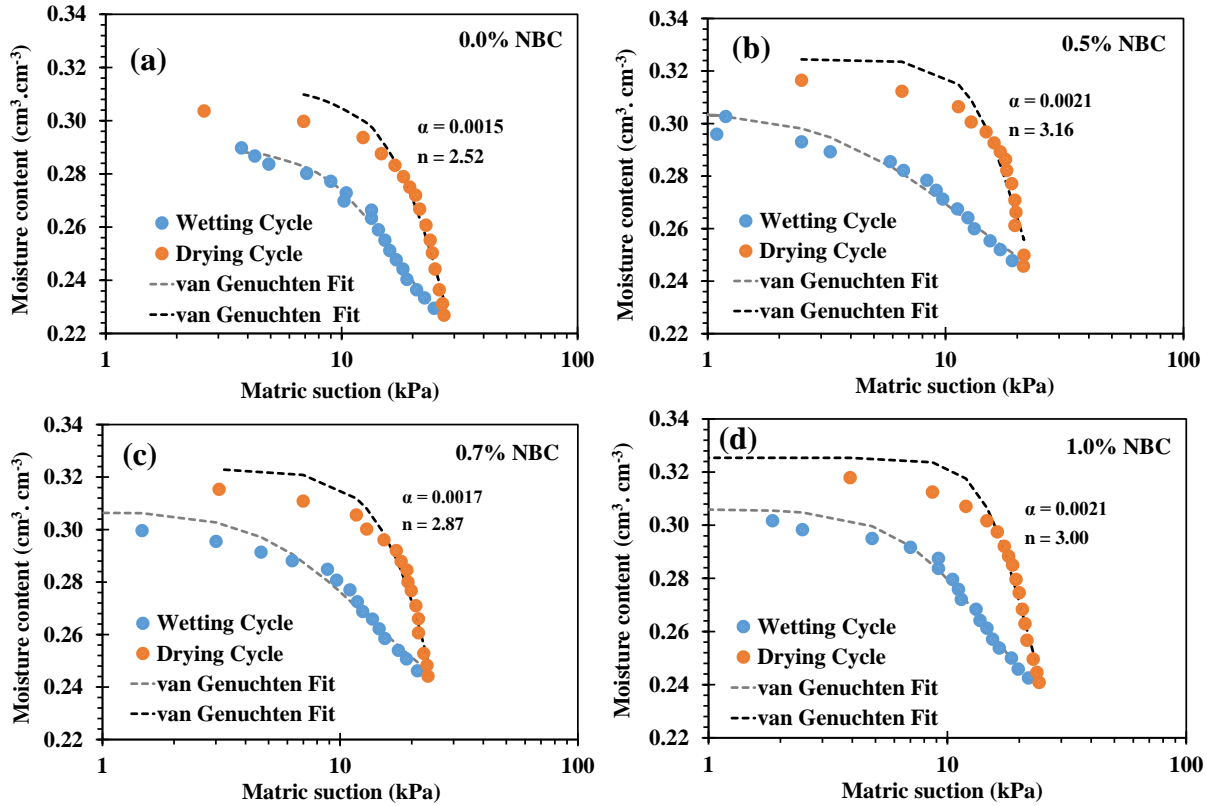 (a)
0.0% NBC
0.34
0.32
0.30
0.28
0.26
0.24
0.22
Moisture content (cm³.cm⁻³)
α = 0.0015
n = 2.52
Wetting Cycle
Drying Cycle
van Genuchten Fit
van Genuchten Fit
1
10
100
Matric suction (kPa)
(b)
0.5% NBC
0.34
0.32
0.30
0.28
0.26
0.24
0.22
Moisture content (cm³. cm⁻³)
α = 0.0021
n = 3.16
Wetting Cycle
Drying Cycle
van Genuchten Fit
van Genuchten Fit
1
10
100
Matric suction (kPa)
(c)
0.7% NBC
0.34
0.32
0.30
0.28
0.26
0.24
0.22
Moisture content (cm³. cm⁻³)
α = 0.0017
n = 2.87
Wetting Cycle
Drying Cycle
van Genuchten Fit
van Genuchten Fit
1
10
100
Matric suction (kPa)
(d)
1.0% NBC
0.34
0.32
0.30
0.28
0.26
0.24
0.22
Moisture content (cm³. cm⁻³)
α = 0.0021
n = 3.00
Wetting Cycle
Drying Cycle
van Genuchten Fit
van Genuchten Fit
1
10
100
Matric suction (kPa)